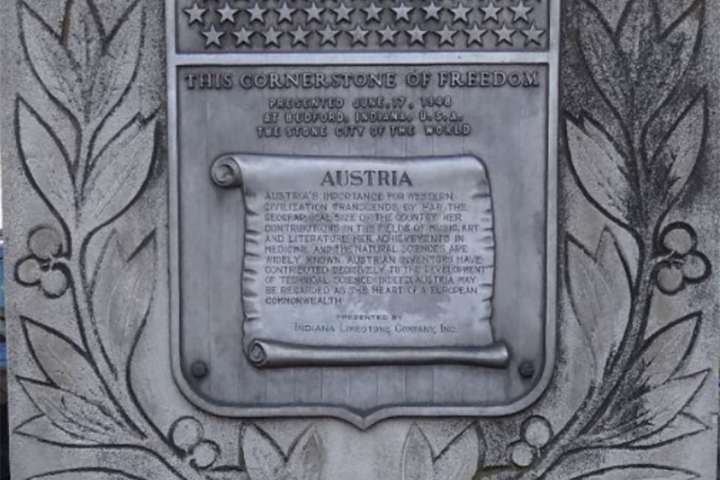 THIS CORNERSTONE OF FREEDOM
PRESENTED JUNE, 17, 1948
AT BEDFORD, INDIANA, U.S.A.
THE STONE CITY OF THE WORLD
AUSTRIA
AUSTRIA'S IMPORTANCE FOR WESTERN
CIVILIZATION TRANSCENDS BY FAR THE
GEOGRAPHICAL SIZE OF THE COUNTRY. HER
CONTRIBUTIONS IN THE FIELDS OF MUSIC, ART
AND LITERATURE, HER ACHIEVEMENTS IN
MEDICINE AND THE NATURAL SCIENCES ARE
WIDELY KNOWN. AUSTRIAN INVENTORS HAVE
CONTRIBUTED DECISIVELY TO THE DEVELOPMENT
OF TECHNICAL SCIENCE. INDEED, AUSTRIA MAY
BE REGARDED AS THE HEART OF A EUROPEAN
COMMONWEALTH
PRESENTED BY
INDIANA LIMESTONE COMPANY, INC.